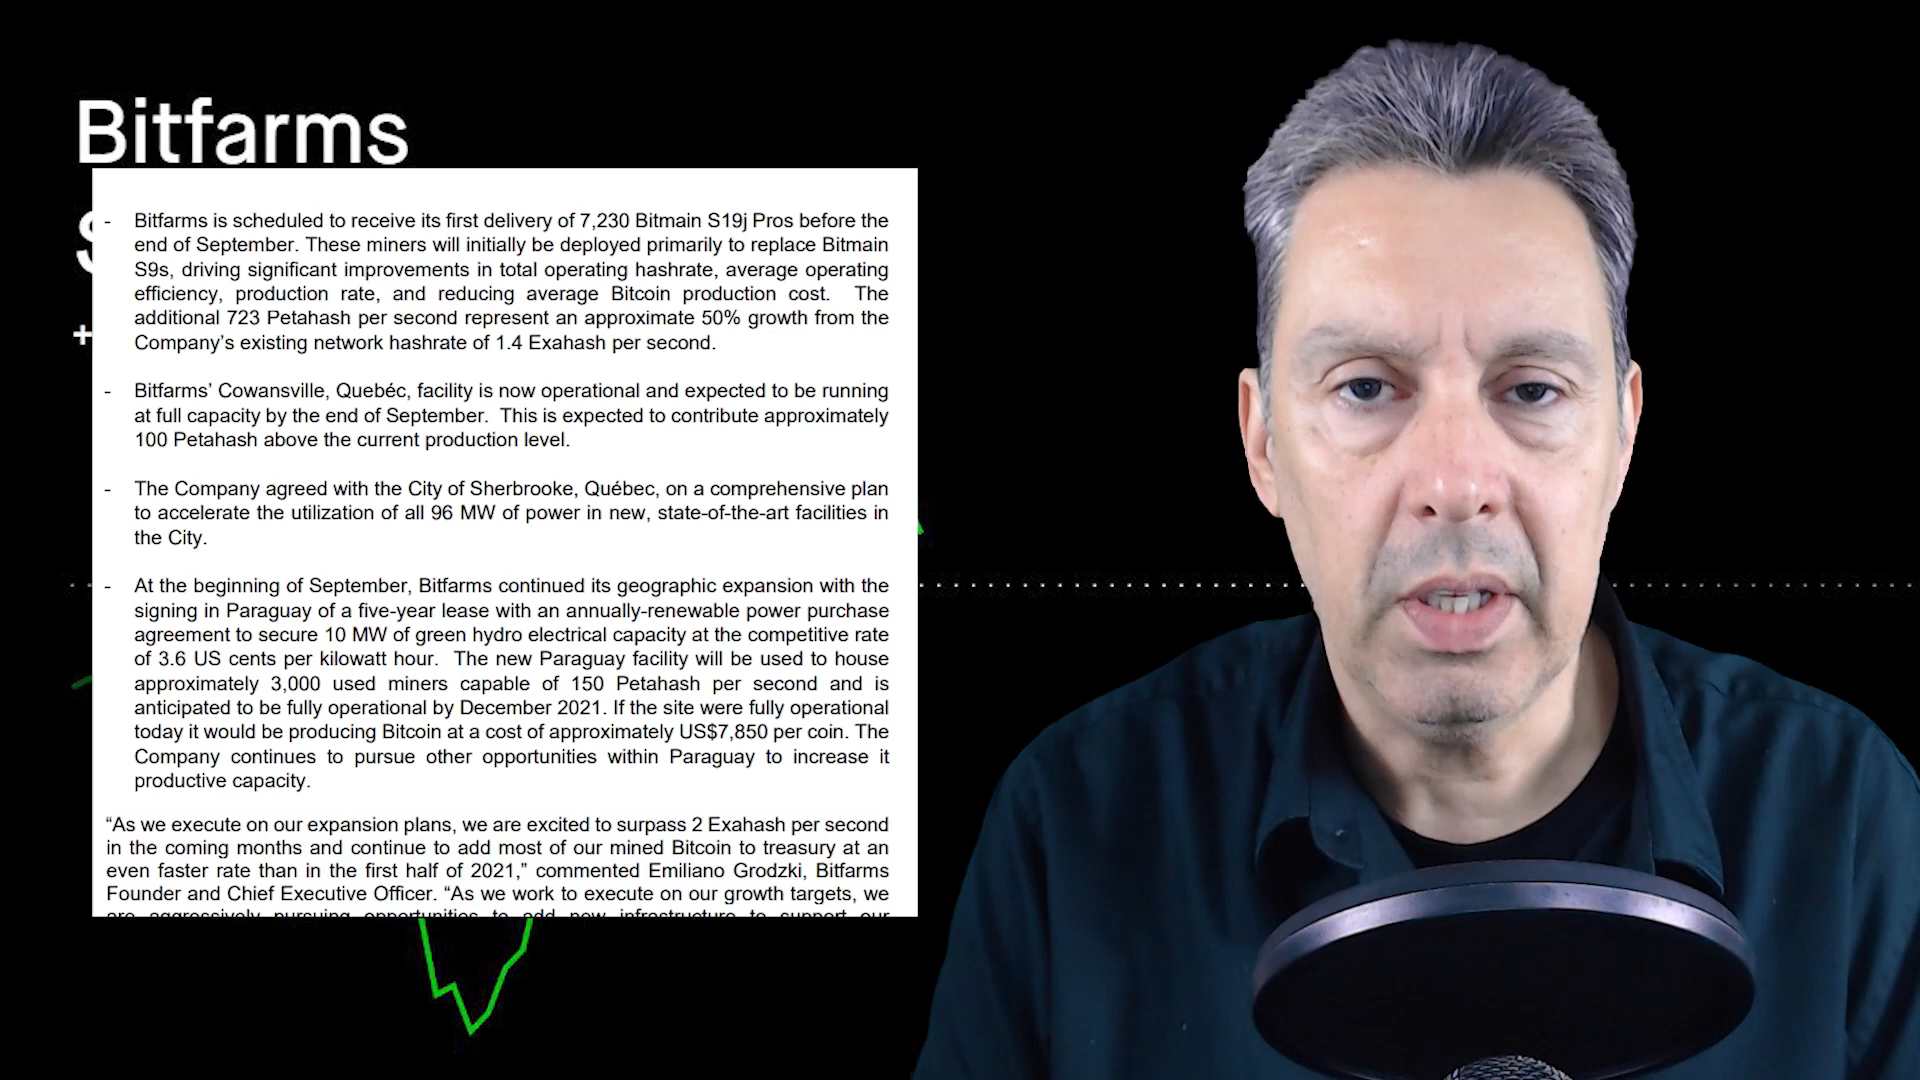 Bitfarms
- Bitfarms is scheduled to receive its first delivery of 7,230 Bitmain S19j Pros before the
end of September. These miners will initially be deployed primarily to replace Bitmain
S9s, driving significant improvements in total operating hashrate, average operating
efficiency, production rate, and reducing average Bitcoin production cost. The
additional 723 Petahash per second represent an approximate 50% growth from the
Company’s existing network hashrate of 1.4 Exahash per second.
- Bitfarms’ Cowansville, Quebéc, facility is now operational and expected to be running
at full capacity by the end of September. This is expected to contribute approximately
100 Petahash above the current production level.
- The Company agreed with the City of Sherbrooke, Québec, on a comprehensive plan
to accelerate the utilization of all 96 MW of power in new, state-of-the-art facilities in
the City.
- At the beginning of September, Bitfarms continued its geographic expansion with the
signing in Paraguay of a five-year lease with an annually-renewable power purchase
agreement to secure 10 MW of green hydro electrical capacity at the competitive rate
of 3.6 US cents per kilowatt hour. The new Paraguay facility will be used to house
approximately 3,000 used miners capable of 150 Petahash per second and is
anticipated to be fully operational by December 2021. If the site were fully operational
today it would be producing Bitcoin at a cost of approximately US$7,850 per coin. The
Company continues to pursue other opportunities within Paraguay to increase it
productive capacity.
“As we execute on our expansion plans, we are excited to surpass 2 Exahash per second
in the coming months and continue to add most of our mined Bitcoin to treasury at an
even faster rate than in the first half of 2021,” commented Emiliano Grodzki, Bitfarms
Founder and Chief Executive Officer. “As we work to execute on our growth targets, we
are aggressively pursuing opportunities to add new infrastructure to support our